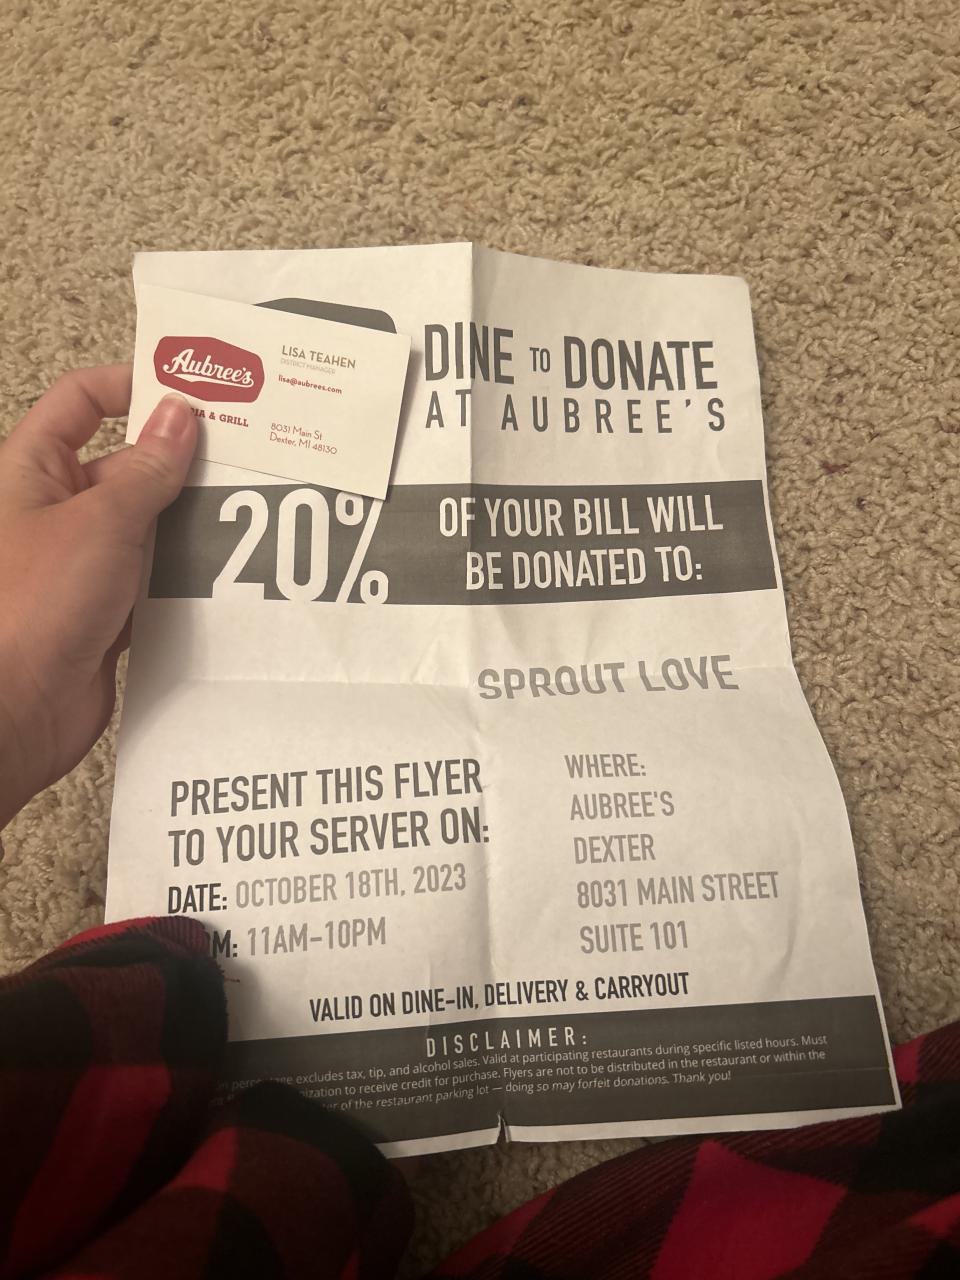 Aubree's
& GRILL
LISA TEAHEN
DISTRICT MANAGER
lisa@aubrees.com
8031 Main St
Dexter, MI 48130
DINE TO DONATE
AT AUBREE'S
20%
OF YOUR BILL WILL
BE DONATED TO:
SPROUT LOVE
PRESENT THIS FLYER
TO YOUR SERVER ON:
DATE: OCTOBER 18TH, 2023
11AM-10PM
WHERE:
AUBREE'S
DEXTER
8031 MAIN STREET
SUITE 101
VALID ON DINE-IN, DELIVERY & CARRYOUT
DISCLAIMER:
excludes tax, tip, and alcohol sales. Valid at participating restaurants during specific listed hours. Must
to receive credit for purchase. Flyers are not to be distributed in the restaurant or within the
of the restaurant parking lot — doing so may forfeit donations. Thank you!